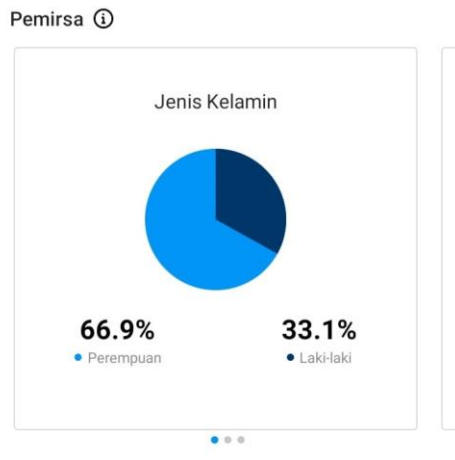 Pemirsa
Jenis Kelamin
66.9% 33.1%
Perempuan Laki-laki